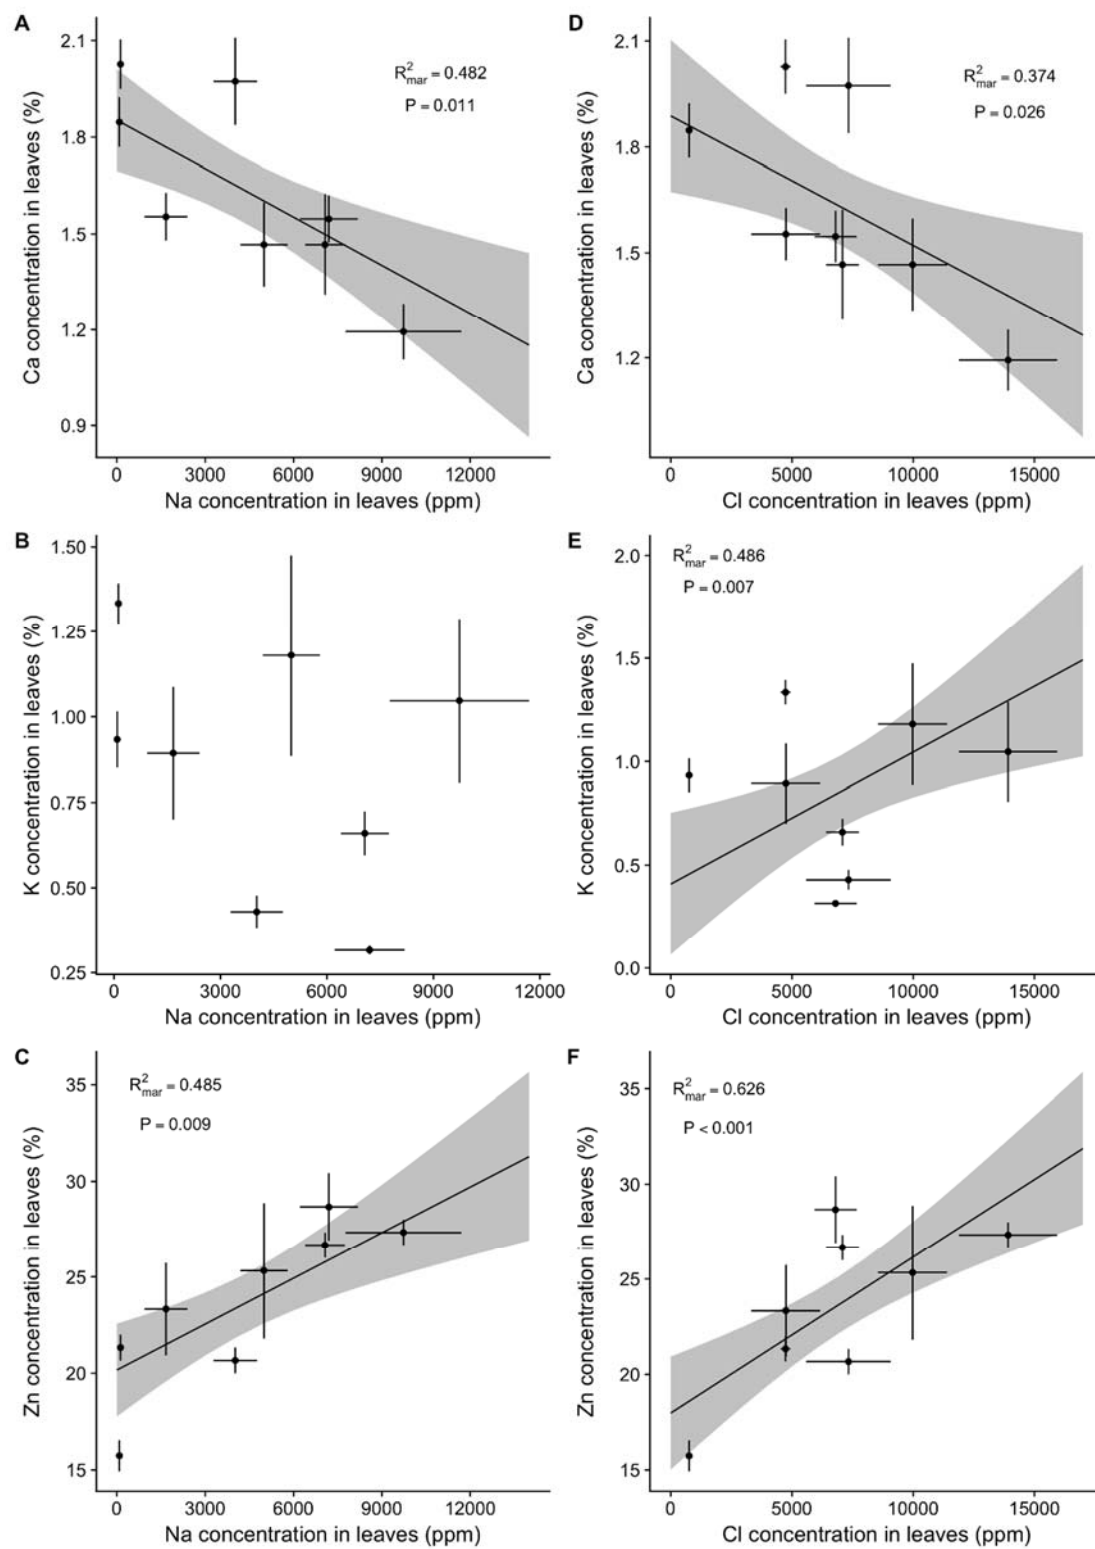 A
2.1
1.8
1.5
1.2
0.9
Ca concentration in leaves (%)
R²mar = 0.482
P = 0.011
0 3000 6000 9000 12000
Na concentration in leaves (ppm)
D
2.1
1.8
1.5
1.2
Ca concentration in leaves (%)
R²mar = 0.374
P = 0.026
0 5000 10000 15000
Cl concentration in leaves (ppm)
B
1.50
1.25
1.00
0.75
0.50
0.25
K concentration in leaves (%)
0 3000 6000 9000 12000
Na concentration in leaves (ppm)
E
2.0
1.5
1.0
0.5
0.0
K concentration in leaves (%)
R²mar = 0.486
P = 0.007
0 5000 10000 15000
Cl concentration in leaves (ppm)
C
35
30
25
20
15
Zn concentration in leaves (%)
R²mar = 0.485
P = 0.009
0 3000 6000 9000 12000
Na concentration in leaves (ppm)
F
35
30
25
20
15
Zn concentration in leaves (%)
R²mar = 0.626
P < 0.001
0 5000 10000 15000
Cl concentration in leaves (ppm)